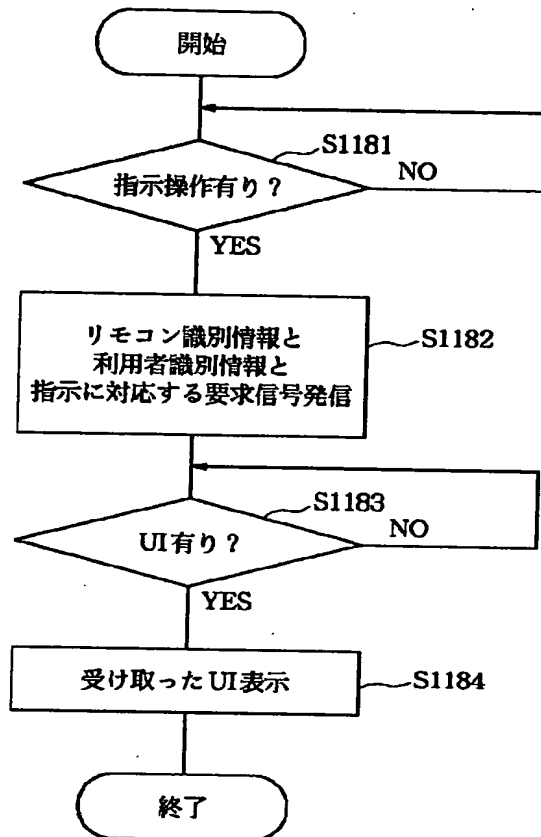 開始
S1181
指示操作有り？
NO
YES
リモコン識別情報と
利用者識別情報と
指示に対応する要求信号発信
S1182
S1183
UI有り？
NO
YES
受け取ったUI表示
S1184
終了